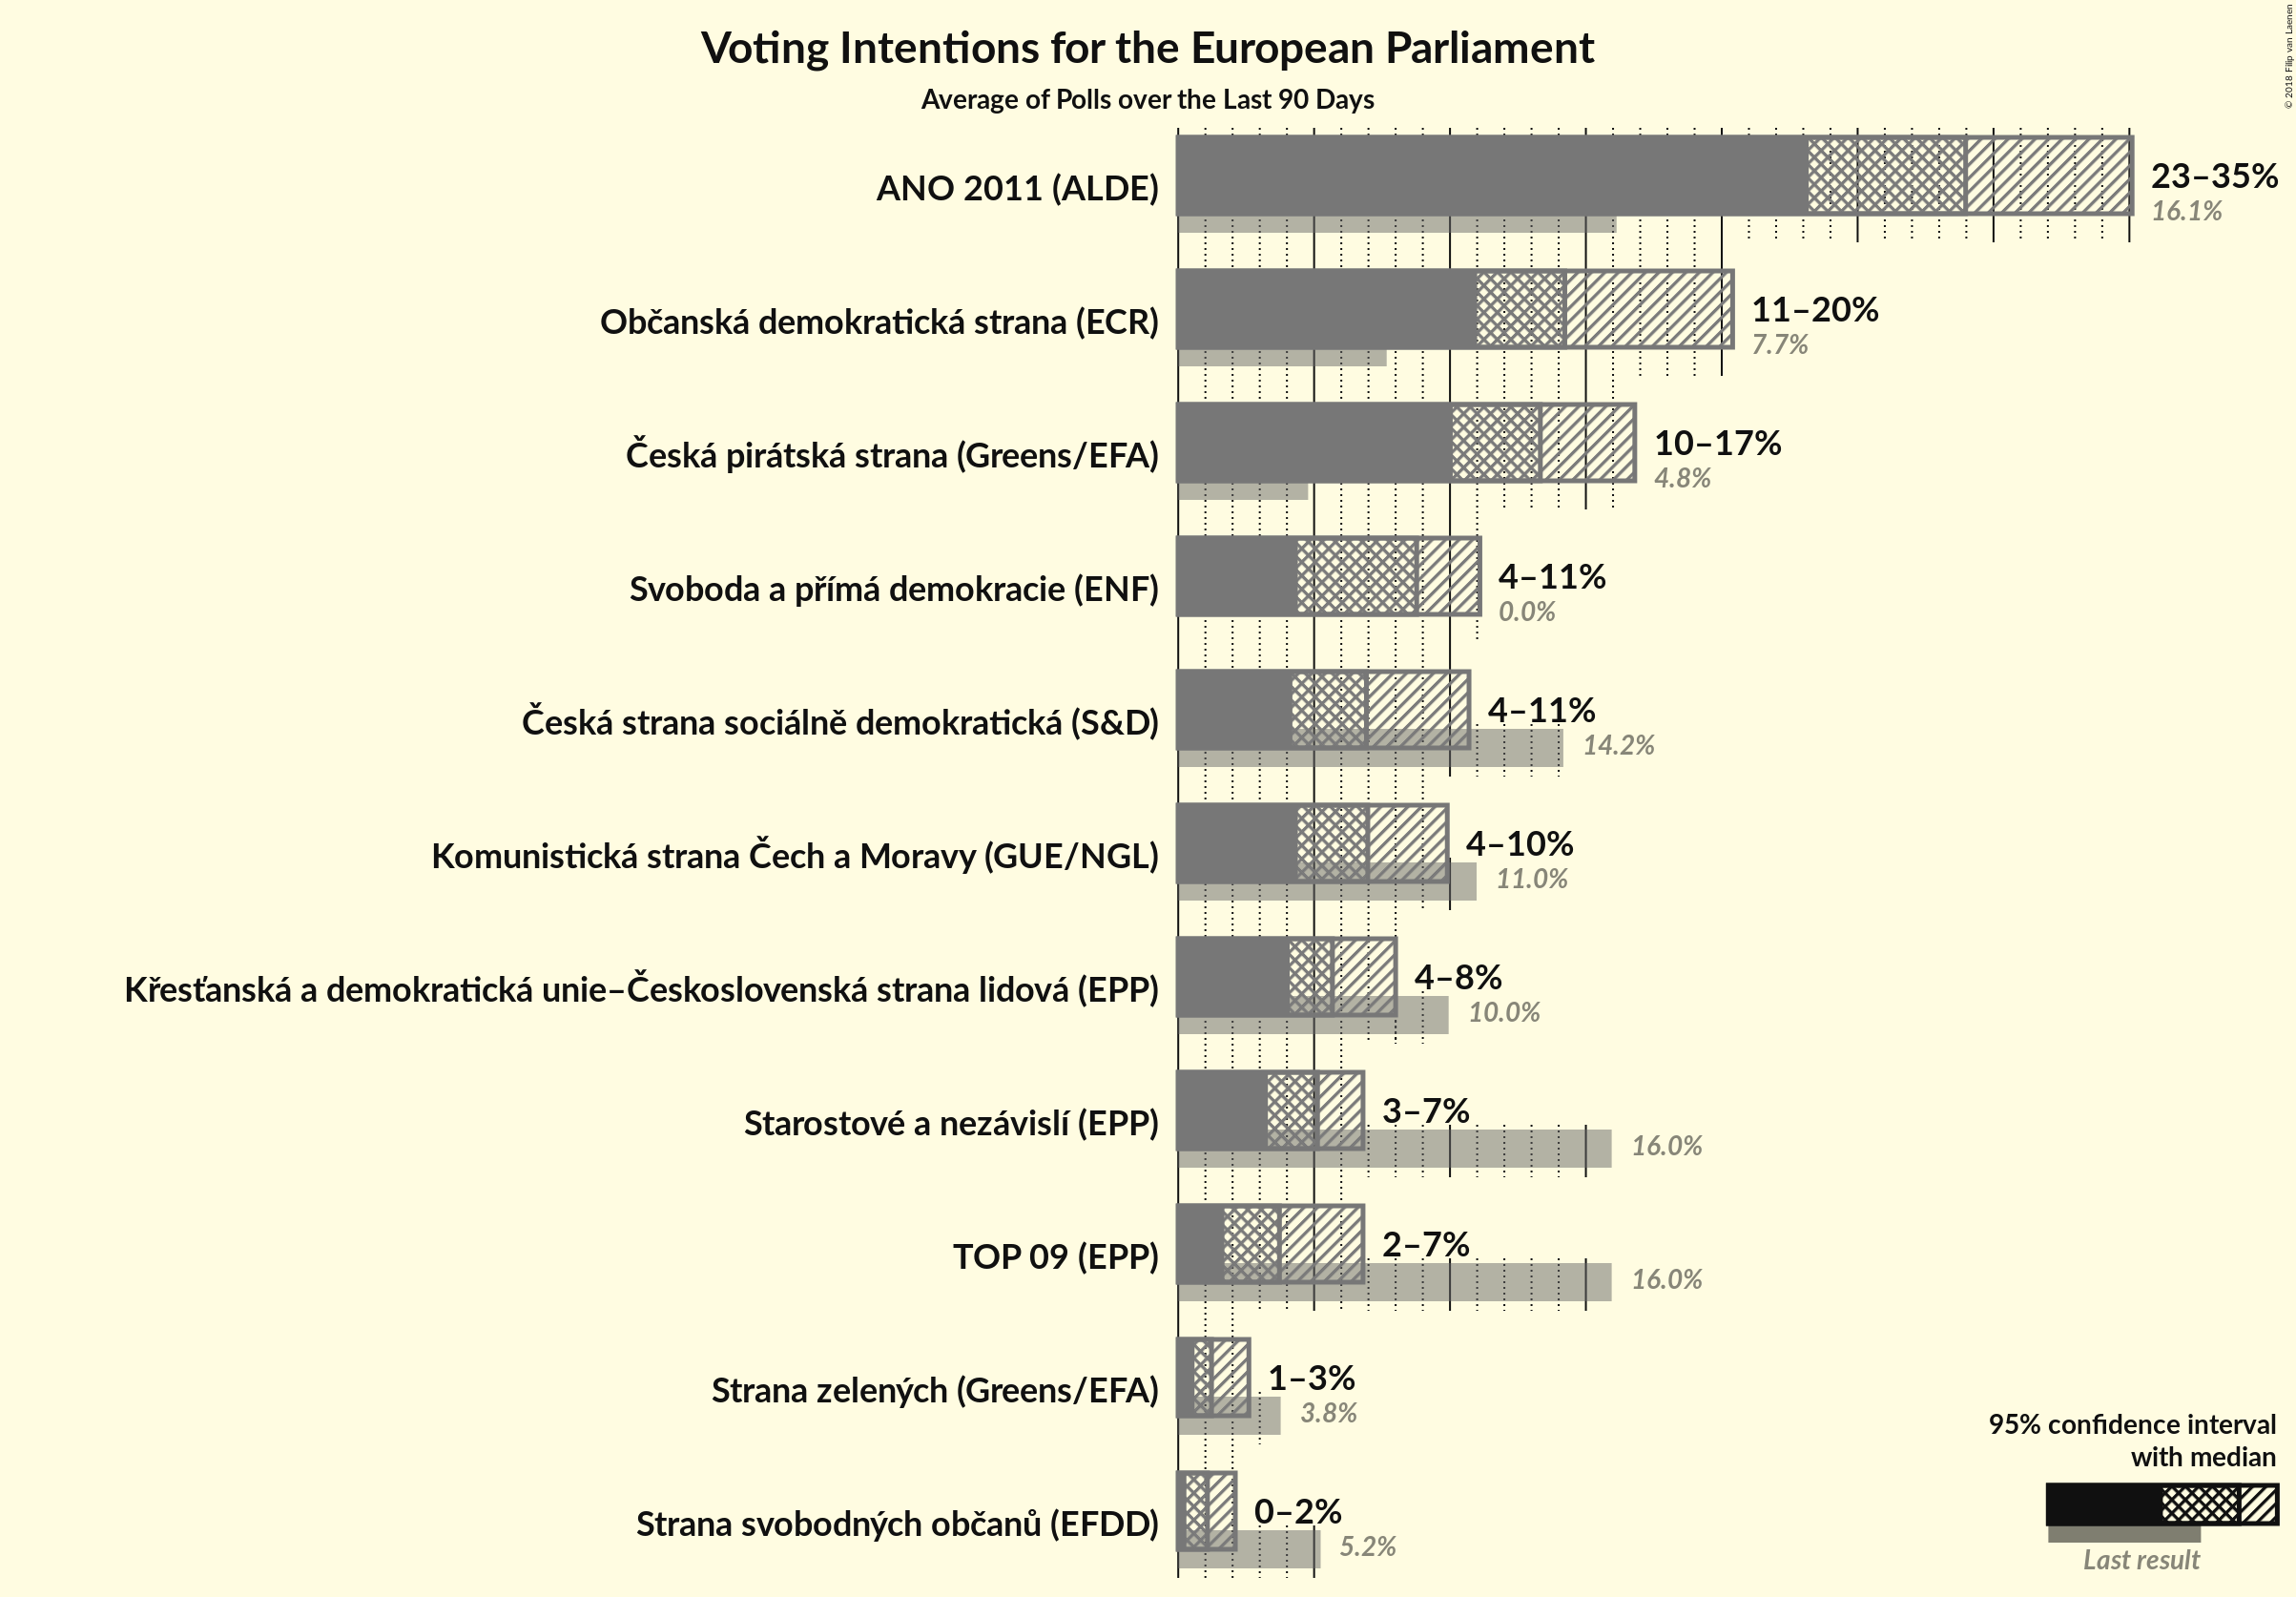 Voting Intentions for the European Parliament
Average of Polls over the Last 90 Days
© 2018 Filip van Laenen
ANO 2011 (ALDE)
23–35%
16.1%
Občanská demokratická strana (ECR)
11–20%
7.7%
Česká pirátská strana (Greens/EFA)
10–17%
4.8%
Svoboda a přímá demokracie (ENF)
4–11%
0.0%
Česká strana sociálně demokratická (S&D)
4–11%
14.2%
Komunistická strana Čech a Moravy (GUE/NGL)
4–10%
11.0%
Křesťanská a demokratická unie–Československá strana lidová (EPP)
4–8%
10.0%
Starostové a nezávislí (EPP)
3–7%
16.0%
TOP 09 (EPP)
2–7%
16.0%
Strana zelených (Greens/EFA)
1–3%
3.8%
Strana svobodných občanů (EFDD)
0–2%
5.2%
95% confidence interval
with median
Last result